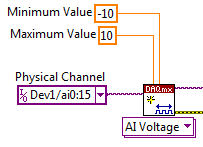 Minimum Value -10
Maximum Value 10
Physical Channel
I/O Dev1/ai0:15
DAQmx
AI Voltage